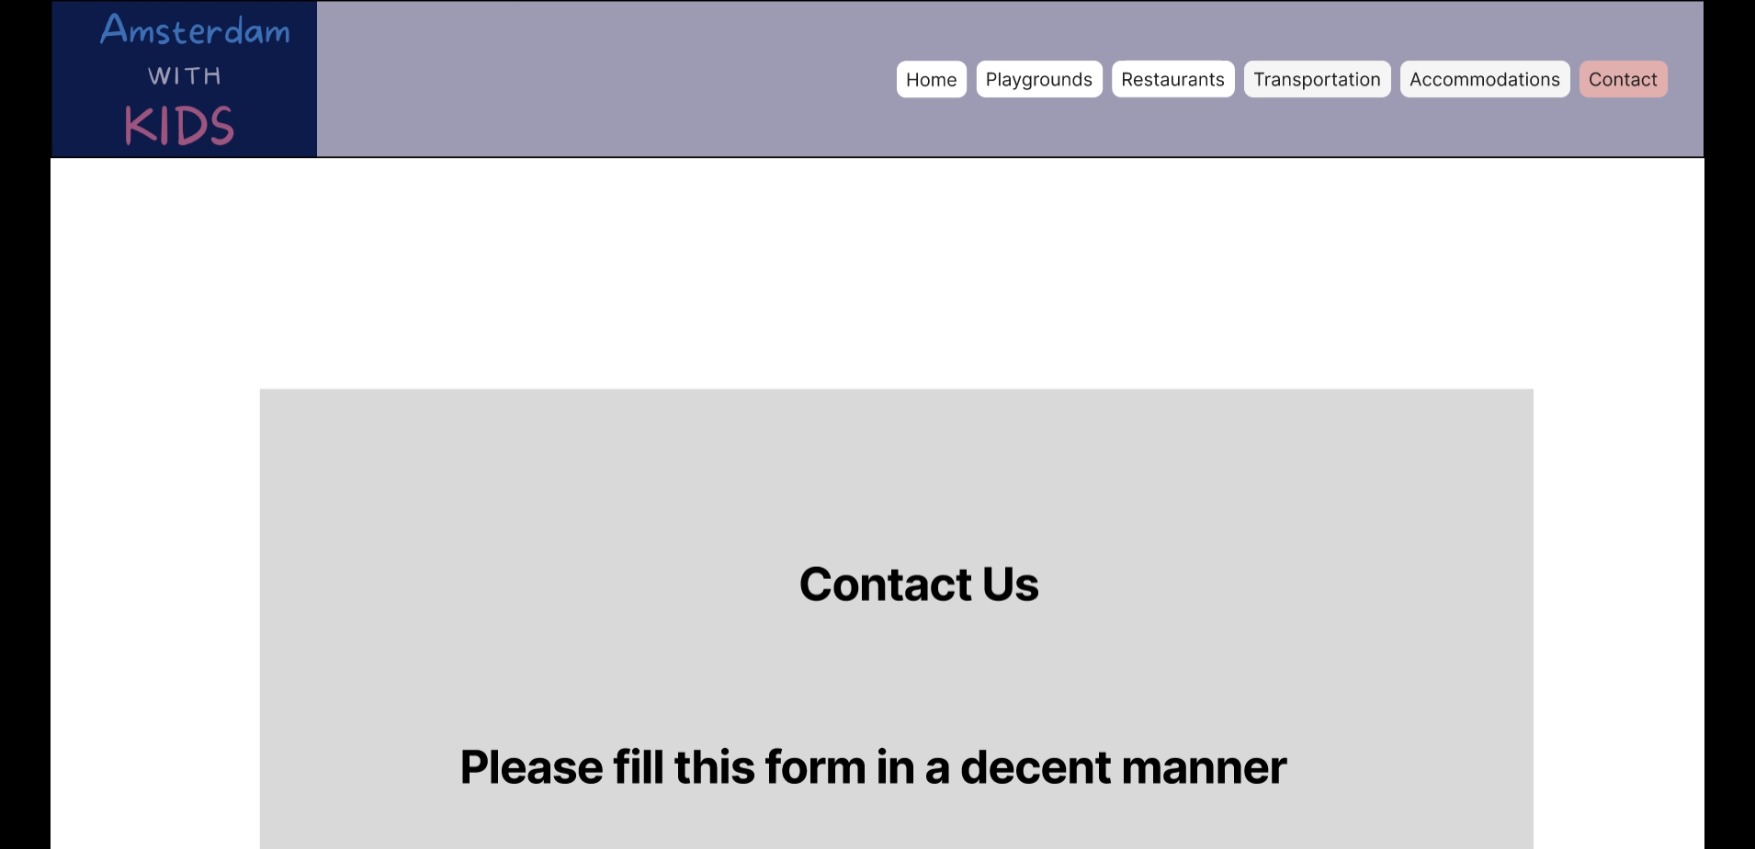 Amsterdam
WITH
KIDS
Home Playgrounds Restaurants Transportation Accommodations Contact
Contact Us
Please fill this form in a decent manner